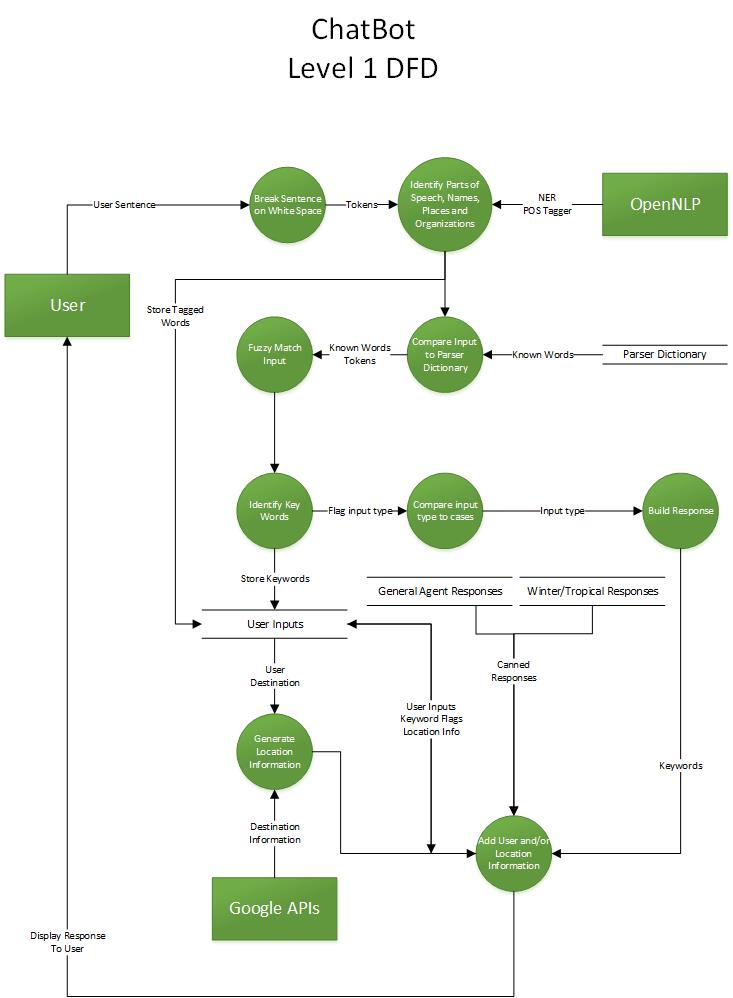 ChatBot
Level 1 DFD
Break Sentence
on White Space
Identify Parts of
Speech, Names,
Places and
Organizations
User Sentence
Tokens
NER
POS Tagger
OpenNLP
User
Store Tagged
Words
Fuzzy Match
Input
Known Words
Tokens
Compare Input
to Parser
Dictionary
Known Words
Parser Dictionary
Identify Key
Words
Flag input type
Compare input
type to cases
Input type
Build Response
Store Keywords
General Agent Responses
Winter/Tropical Responses
User Inputs
User
Destination
Canned
Responses
User Inputs
Keyword Flags
Location Info
Generate
Location
Information
Keywords
Destination
Information
Add User and/or
Location
Information
Google APIs
Display Response
To User